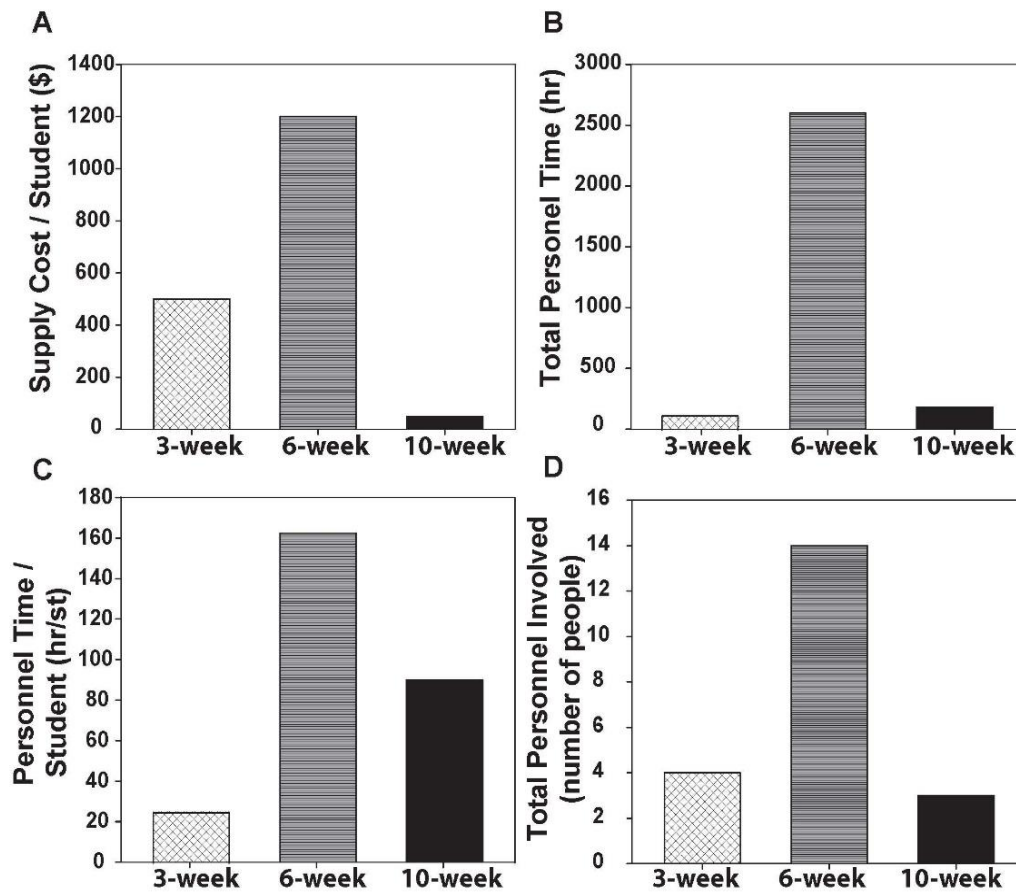 A
Supply Cost / Student ($)
1400
1200
1000
800
600
400
200
0
3-week 6-week 10-week
B
Total Personel Time (hr)
3000
2500
2000
1000
500
0
3-week 6-week 10-week
C
Personnel Time /
Student (hr/st)
180
160
140
120
100
80
60
40
20
0
3-week 6-week 10-week
D
Total Personnel Involved
(number of people)
16
14
12
10
8
6
4
2
0
3-week 6-week 10-week